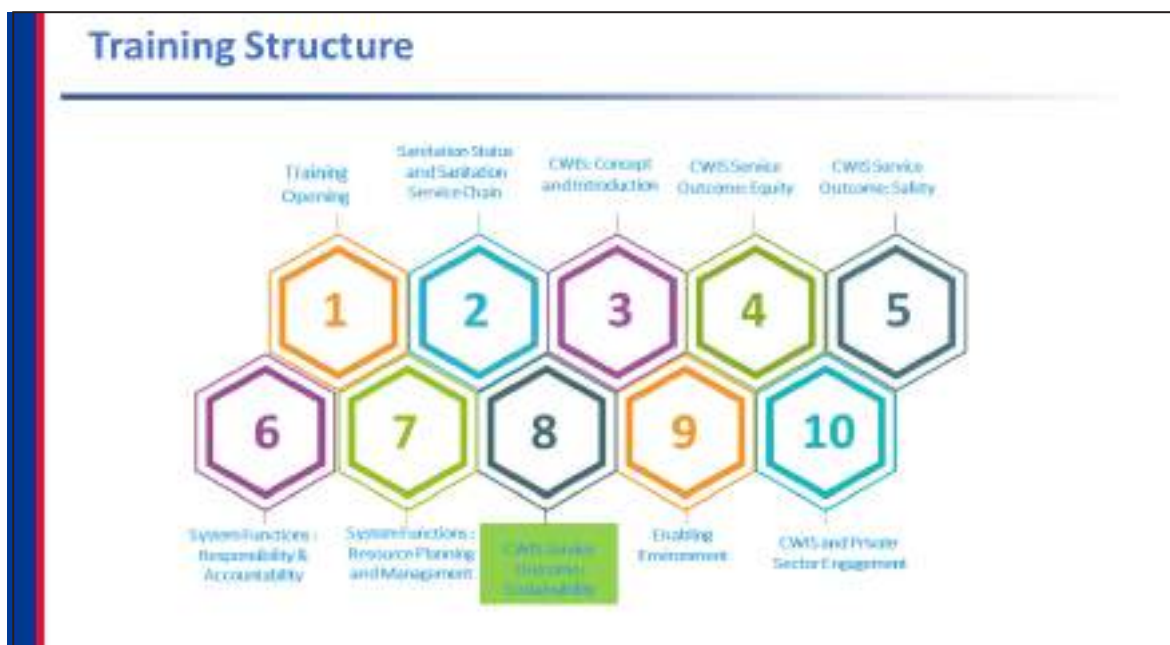 Training Structure
Training
Opening
Sanitation Status
and Sanitation
Service Chain
CWIS: Concept
and Introduction
CWIS Service
Outcome: Equity
CWIS Service
Outcome: Safety
1
2
3
4
5
6
7
8
9
10
System Functions :
Responsibility &
Accountability
System Functions :
Resource Planning
and Management
CWIS Service
Outcome:
Sustainability
Enabling
Environment
CWIS and Private
Sector Engagement